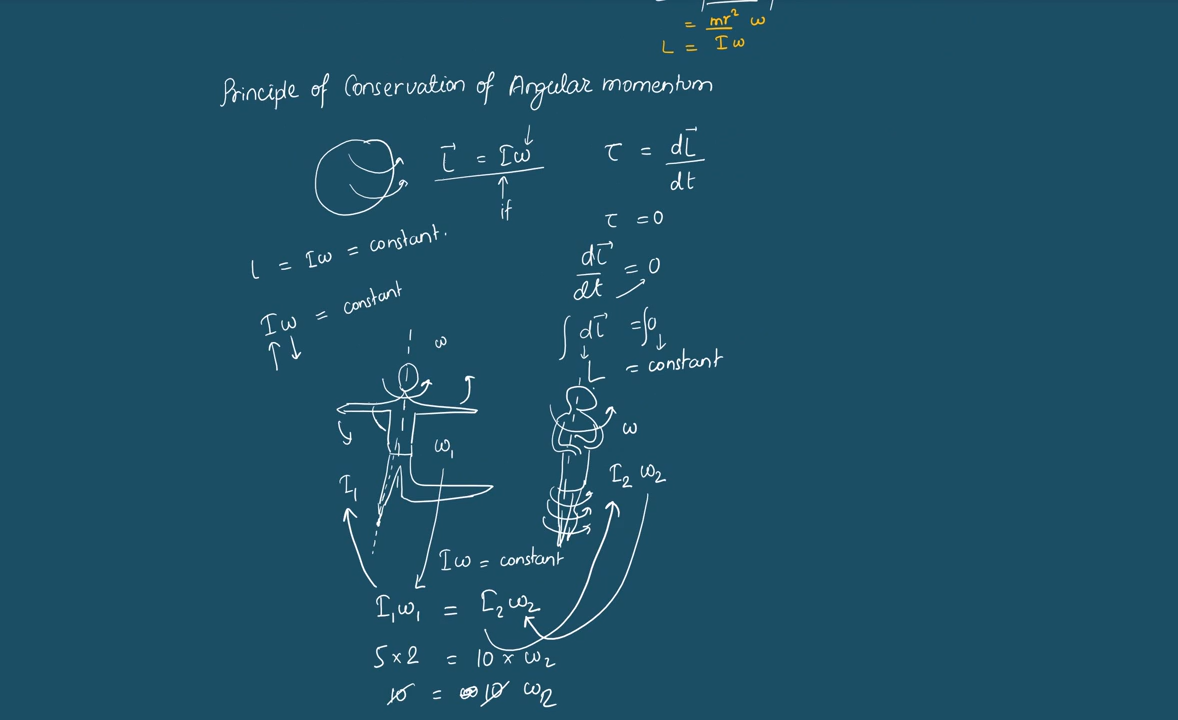 = mr² ω
L = I ω
Principle of Conservation of Angular momentum
L⃗ = Iω
if
τ = dL⃗/dt
τ = 0
dL⃗/dt = 0
∫ dL⃗ = ∫0
L = constant
L = Iω = constant.
Iω = constant
ω
ω₁
I₁
ω
I₂ ω₂
Iω = constant
I₁ω₁ = I₂ω₂
5×2 = 10 × ω₂
10 = 10 ω₂